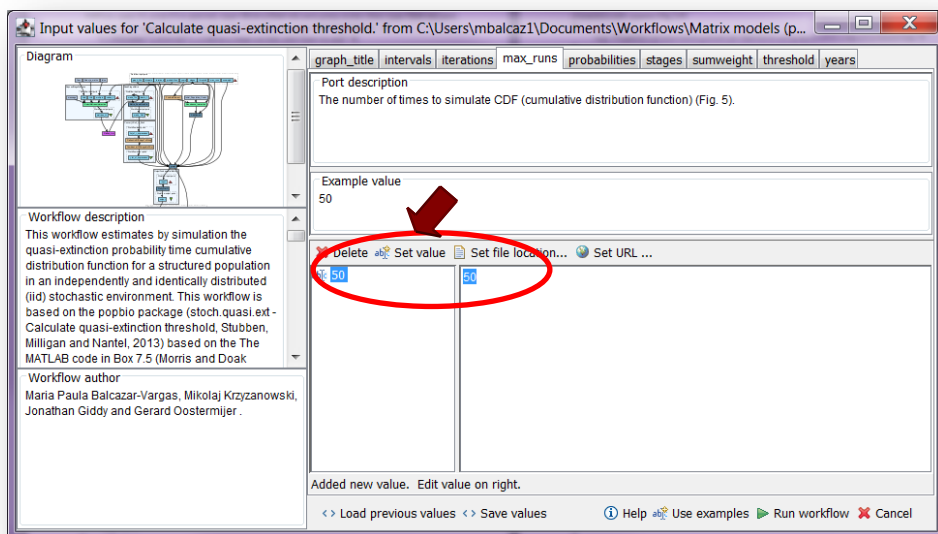 Input values for 'Calculate quasi-extinction threshold.' from C:\Users\mbalcaz1\Documents\Workflows\Matrix models (p...
Diagram
Workflow description
This workflow estimates by simulation the
quasi-extinction probability time cumulative
distribution function for a structured population
in an independently and identically distributed
(iid) stochastic environment. This workflow is
based on the popbio package (stoch.quasi.ext -
Calculate quasi-extinction threshold, Stubben,
Milligan and Nantel, 2013) based on the The
MATLAB code in Box 7.5 (Morris and Doak
Workflow author
Maria Paula Balcazar-Vargas, Mikolaj Krzyzanowski,
Jonathan Giddy and Gerard Oostermijer .
graph_title intervals iterations max_runs probabilities stages sumweight threshold years
Port description
The number of times to simulate CDF (cumulative distribution function) (Fig. 5).
Example value
50
Delete Set value Set file location... Set URL ...
50
50
Added new value. Edit value on right.
Load previous values Save values Help Use examples Run workflow Cancel